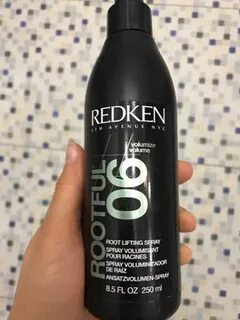 REDKEN
5TH AVENUE NYC
volumize
volume
ROOTFUL
06
ROOT LIFTING SPRAY
SPRAY VOLUMISANT
POUR RACINES
SPRAY VOLUMINIZADOR
DE RAIZ
ANSATZVOLUMEN-SPRAY
8.5 FL OZ 250 ml